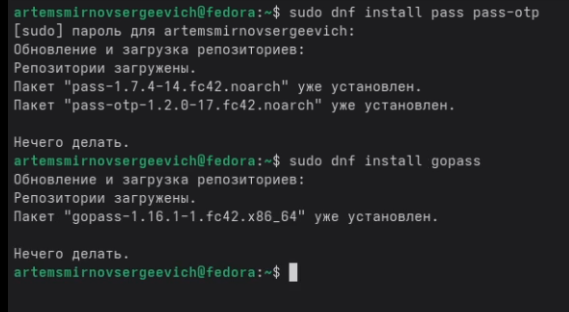 artemsmirnovsergeevich@fedora:~$ sudo dnf install pass pass-otp
[sudo] пароль для artemsmirnovsergeevich:
Обновление и загрузка репозиториев:
Репозитории загружены.
Пакет "pass-1.7.4-14.fc42.noarch" уже установлен.
Пакет "pass-otp-1.2.0-17.fc42.noarch" уже установлен.

Нечего делать.
artemsmirnovsergeevich@fedora:~$ sudo dnf install gopass
Обновление и загрузка репозиториев:
Репозитории загружены.
Пакет "gopass-1.16.1-1.fc42.x86_64" уже установлен.

Нечего делать.
artemsmirnovsergeevich@fedora:~$